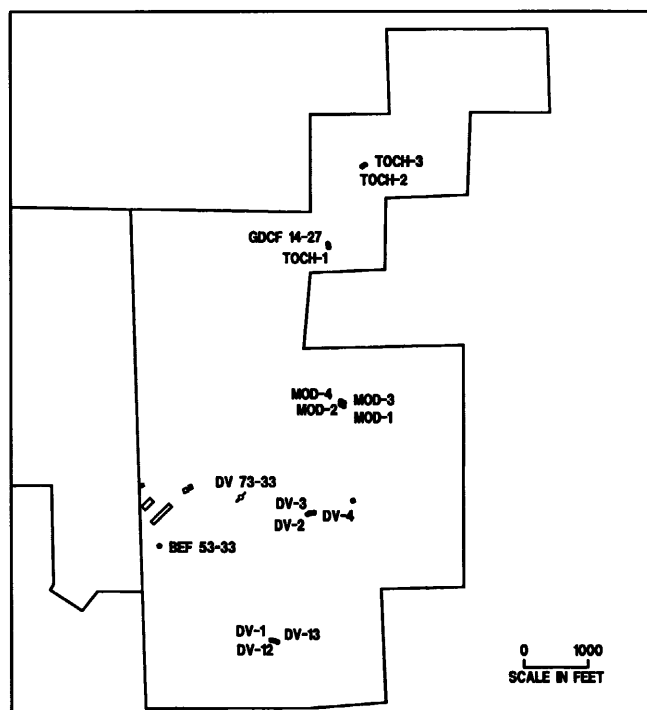 TOCH-3
TOCH-2
GDCF 14-27
TOCH-1
MOD-4 MOD-3
MOD-2 MOD-1
DV 73-33
DV-3
DV-2 DV-4
BEF 53-33
DV-1 DV-13
DV-12
0 1000
SCALE IN FEET